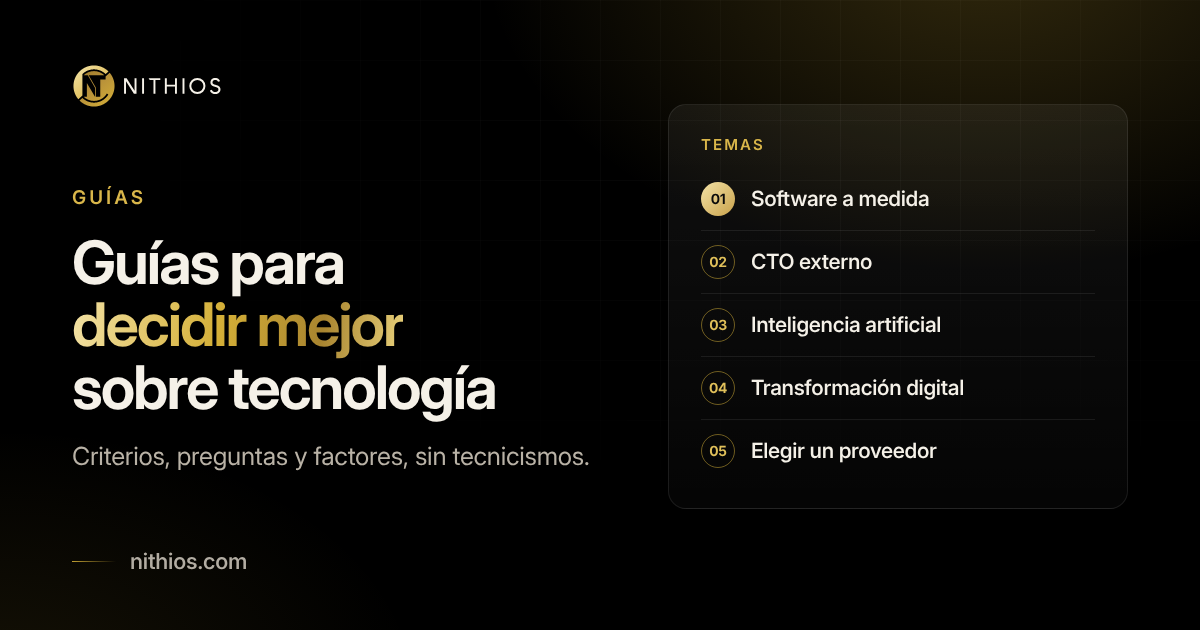 NITHIOS
GUÍAS
Guías para
decidir mejor
sobre tecnología
Criterios, preguntas y factores, sin tecnicismos.
nithios.com
TEMAS
01 Software a medida
02 CTO externo
03 Inteligencia artificial
04 Transformación digital
05 Elegir un proveedor